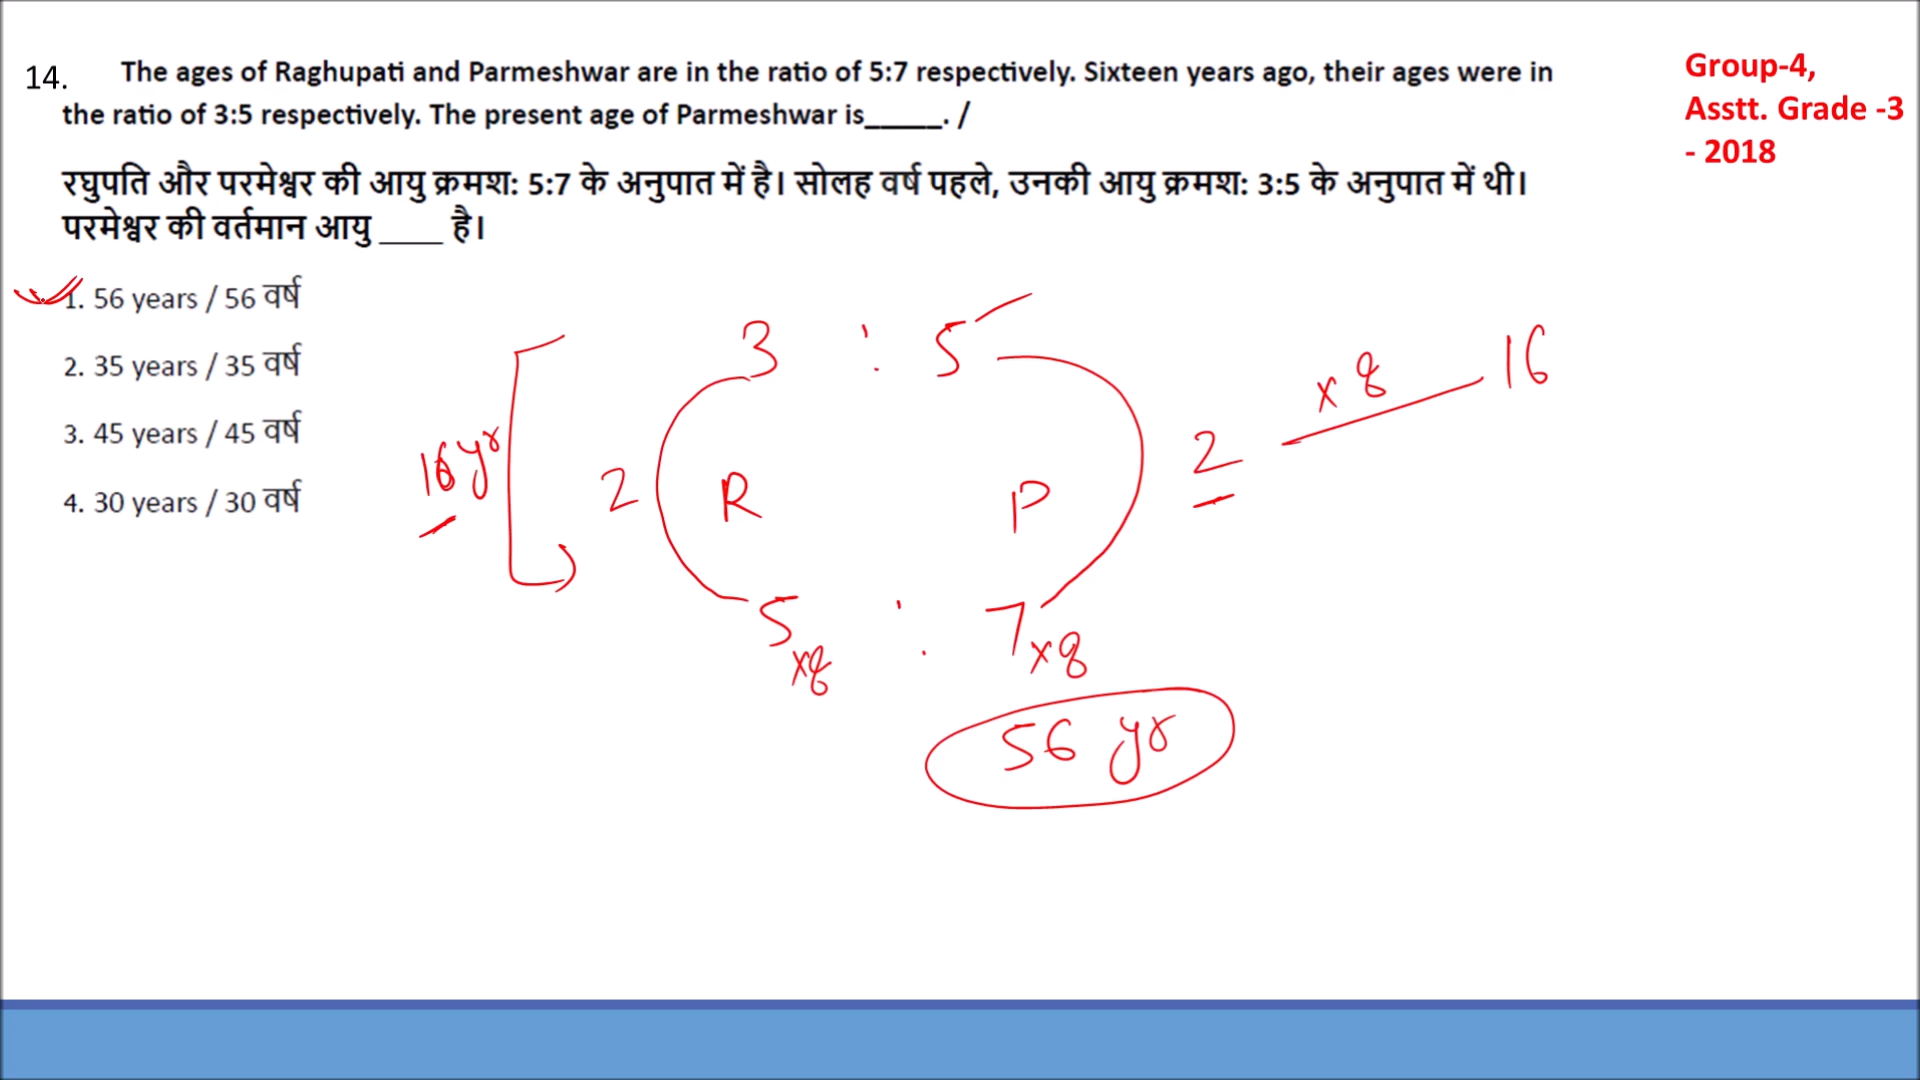 14. The ages of Raghupati and Parmeshwar are in the ratio of 5:7 respectively. Sixteen years ago, their ages were in
the ratio of 3:5 respectively. The present age of Parmeshwar is_____. /
रघुपति और परमेश्वर की आयु क्रमश: 5:7 के अनुपात में है। सोलह वर्ष पहले, उनकी आयु क्रमश: 3:5 के अनुपात में थी।
परमेश्वर की वर्तमान आयु ____ है।
Group-4,
Asstt. Grade -3
- 2018
1. 56 years / 56 वर्ष
2. 35 years / 35 वर्ष
3. 45 years / 45 वर्ष
4. 30 years / 30 वर्ष
3 : 5
x 8 16
16 yr 2 R P 2
5 : 7
x8 x8
56 yr